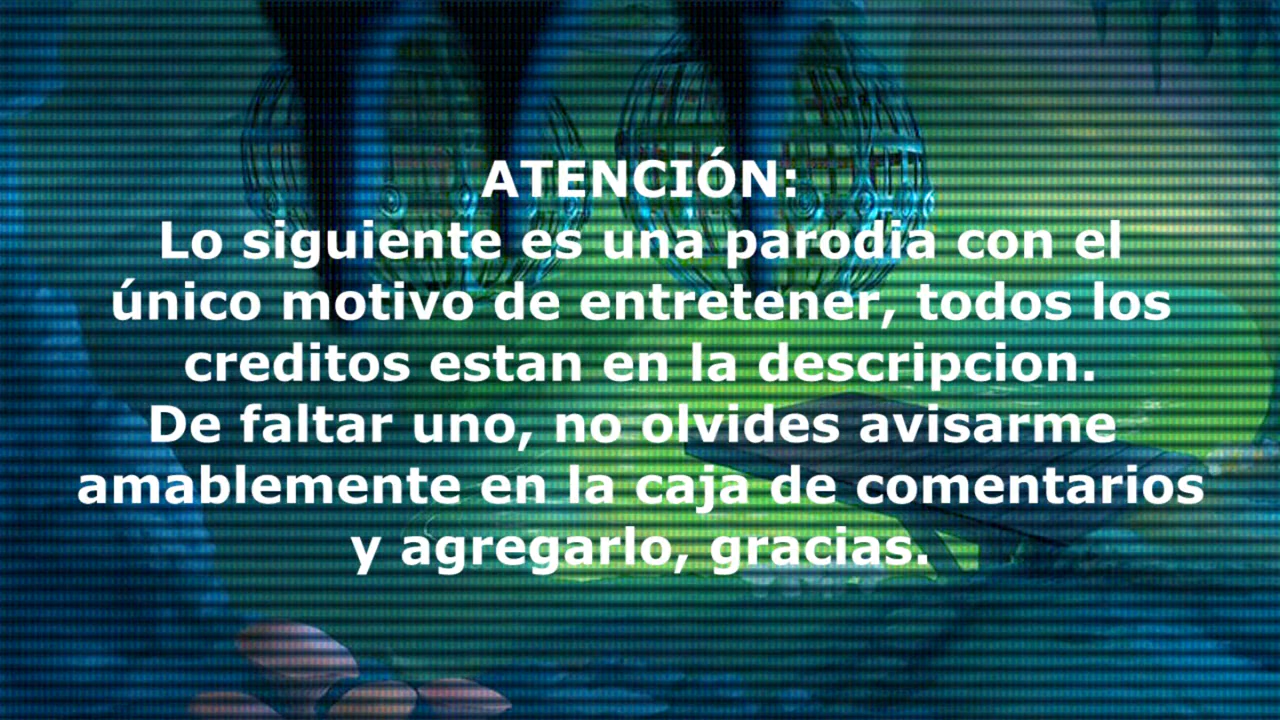 ATENCIÓN:
Lo siguiente es una parodia con el
único motivo de entretener, todos los
creditos estan en la descripcion.
De faltar uno, no olvides avisarme
amablemente en la caja de comentarios
y agregarlo, gracias.